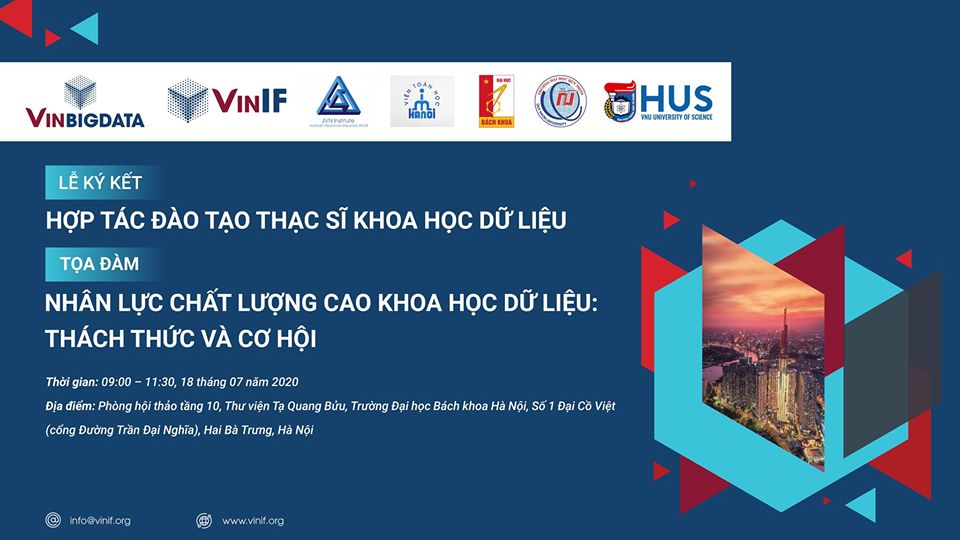 VINBIGDATA
VINIF
JVN Institute
VIỆN TOÁN HỌC
HÀNỘI
ĐẠI HỌC
BÁCH KHOA
HUS
VNU UNIVERSITY OF SCIENCE
LỄ KÝ KẾT
HỢP TÁC ĐÀO TẠO THẠC SĨ KHOA HỌC DỮ LIỆU
TỌA ĐÀM
NHÂN LỰC CHẤT LƯỢNG CAO KHOA HỌC DỮ LIỆU:
THÁCH THỨC VÀ CƠ HỘI
Thời gian: 09:00 – 11:30, 18 tháng 07 năm 2020
Địa điểm: Phòng hội thảo tầng 10, Thư viện Tạ Quang Bửu, Trường Đại học Bách khoa Hà Nội, Số 1 Đại Cồ Việt
(cổng Đường Trần Đại Nghĩa), Hai Bà Trưng, Hà Nội
info@vinif.org
www.vinif.org